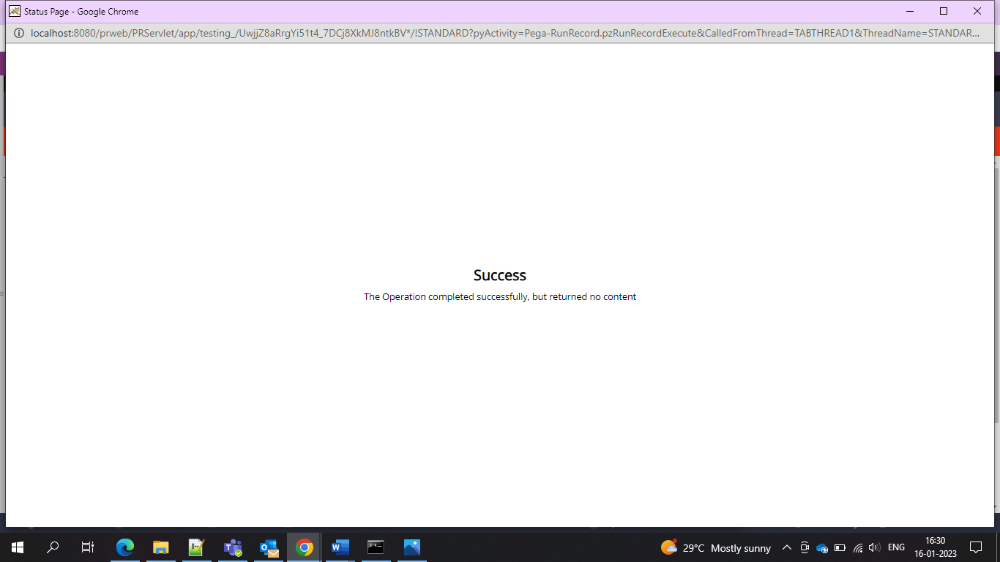 Status Page - Google Chrome
localhost:8080/prweb/PRServlet/app/testing_/UwjjZ8aRrgYi51t4_7DCj8XkMJ8ntkBV*/!STANDARD?pyActivity=Pega-RunRecord.pzRunRecordExecute&CalledFromThread=TABTHREAD1&ThreadName=STANDAR...
Success
The Operation completed successfully, but returned no content
29°C Mostly sunny
ENG
16:30
16-01-2023